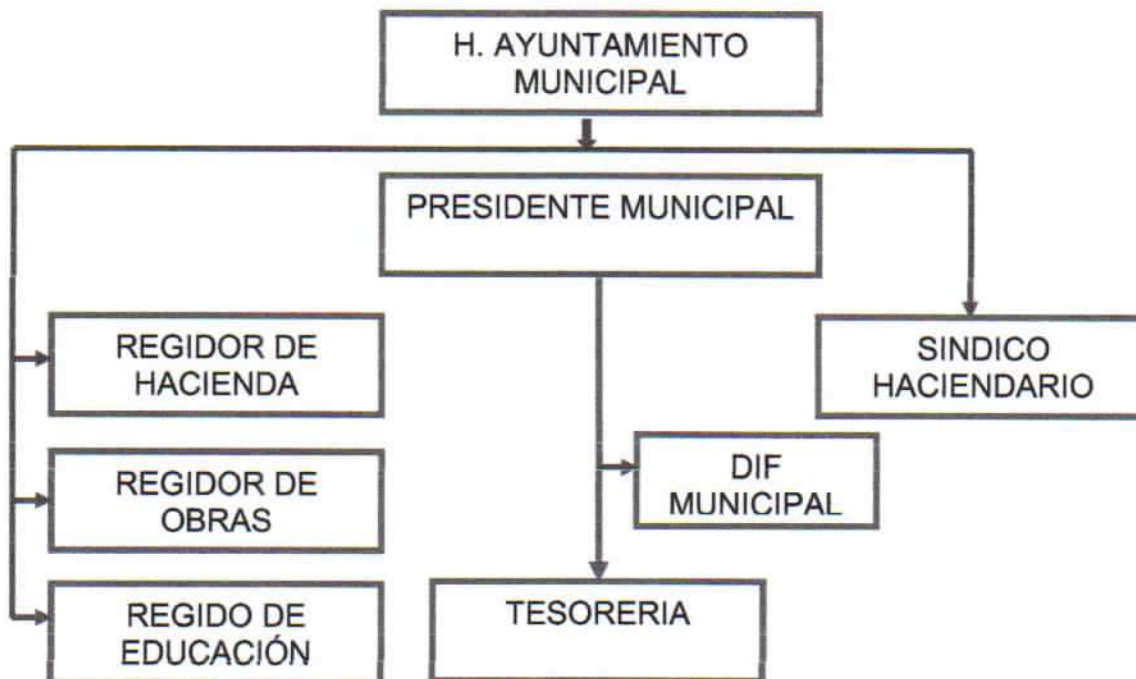 H. AYUNTAMIENTO
MUNICIPAL
PRESIDENTE MUNICIPAL
REGIDOR DE
HACIENDA
SINDICO
HACIENDARIO
REGIDOR DE
OBRAS
DIF
MUNICIPAL
REGIDO DE
EDUCACIÓN
TESORERIA